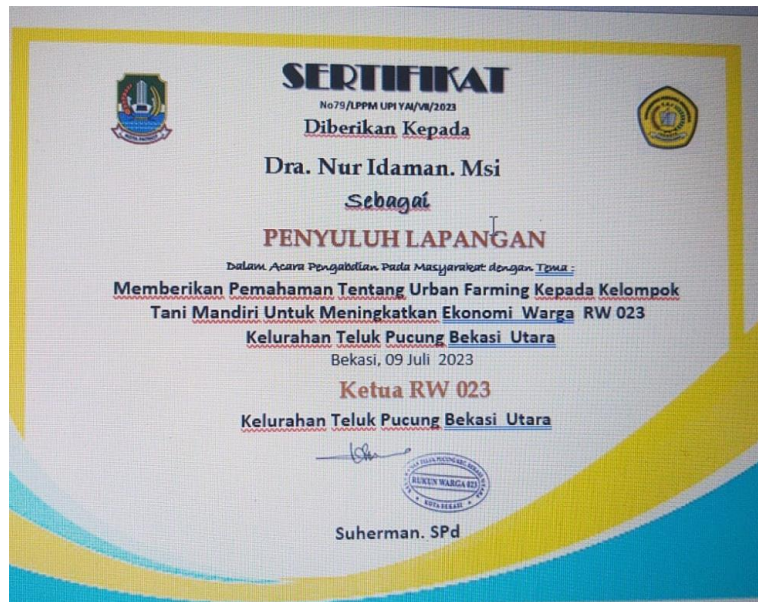 SERTIFIKAT
No79/LPPM UPI YAI/VII/2023
Diberikan Kepada
Dra. Nur Idaman. Msi
Sebagai
PENYULUH LAPANGAN
Dalam Acara Pengabdian Pada Masyarakat dengan Tema :
Memberikan Pemahaman Tentang Urban Farming Kepada Kelompok
Tani Mandiri Untuk Meningkatkan Ekonomi Warga RW 023
Kelurahan Teluk Pucung Bekasi Utara
Bekasi, 09 Juli 2023
Ketua RW 023
Kelurahan Teluk Pucung Bekasi Utara
RUKUN WARGA 023
KOTA BEKASI
Suherman. SPd